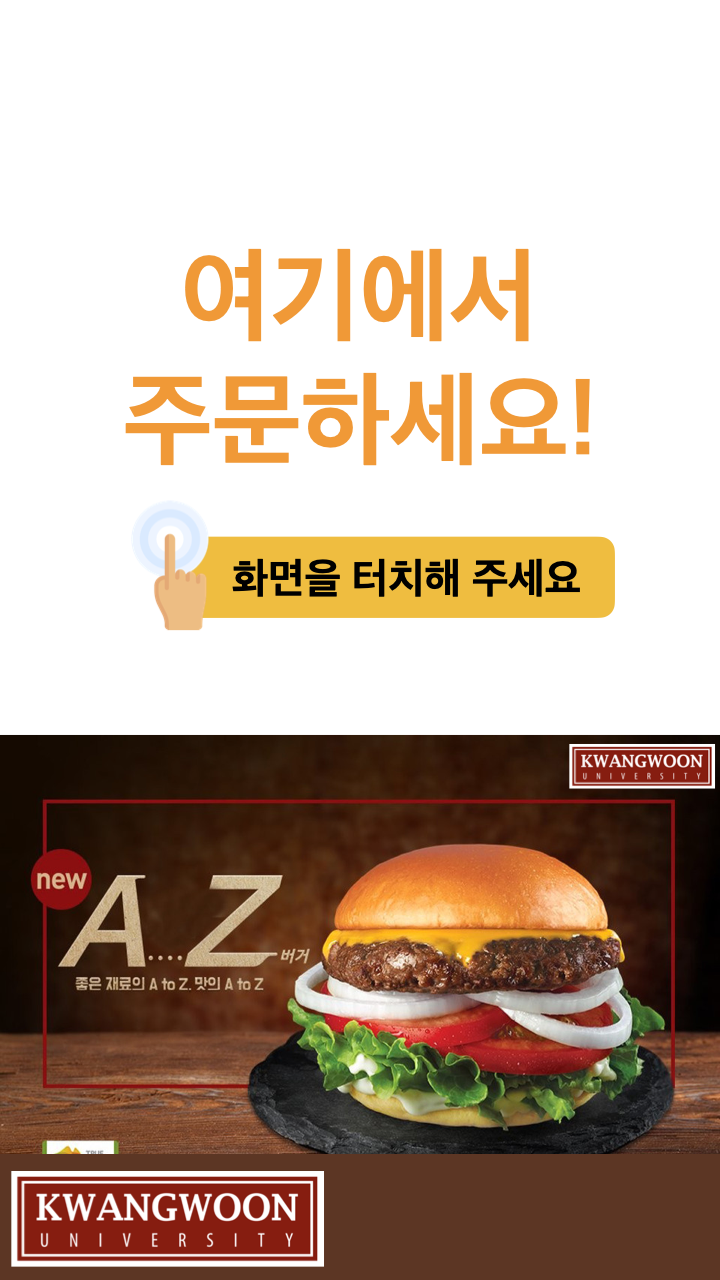 여기에서
주문하세요!
화면을 터치해 주세요
KWANGWOON
UNIVERSITY
new
A....Z 버거
좋은 재료의 A to Z. 맛의 A to Z
TRUE
KWANGWOON
UNIVERSITY